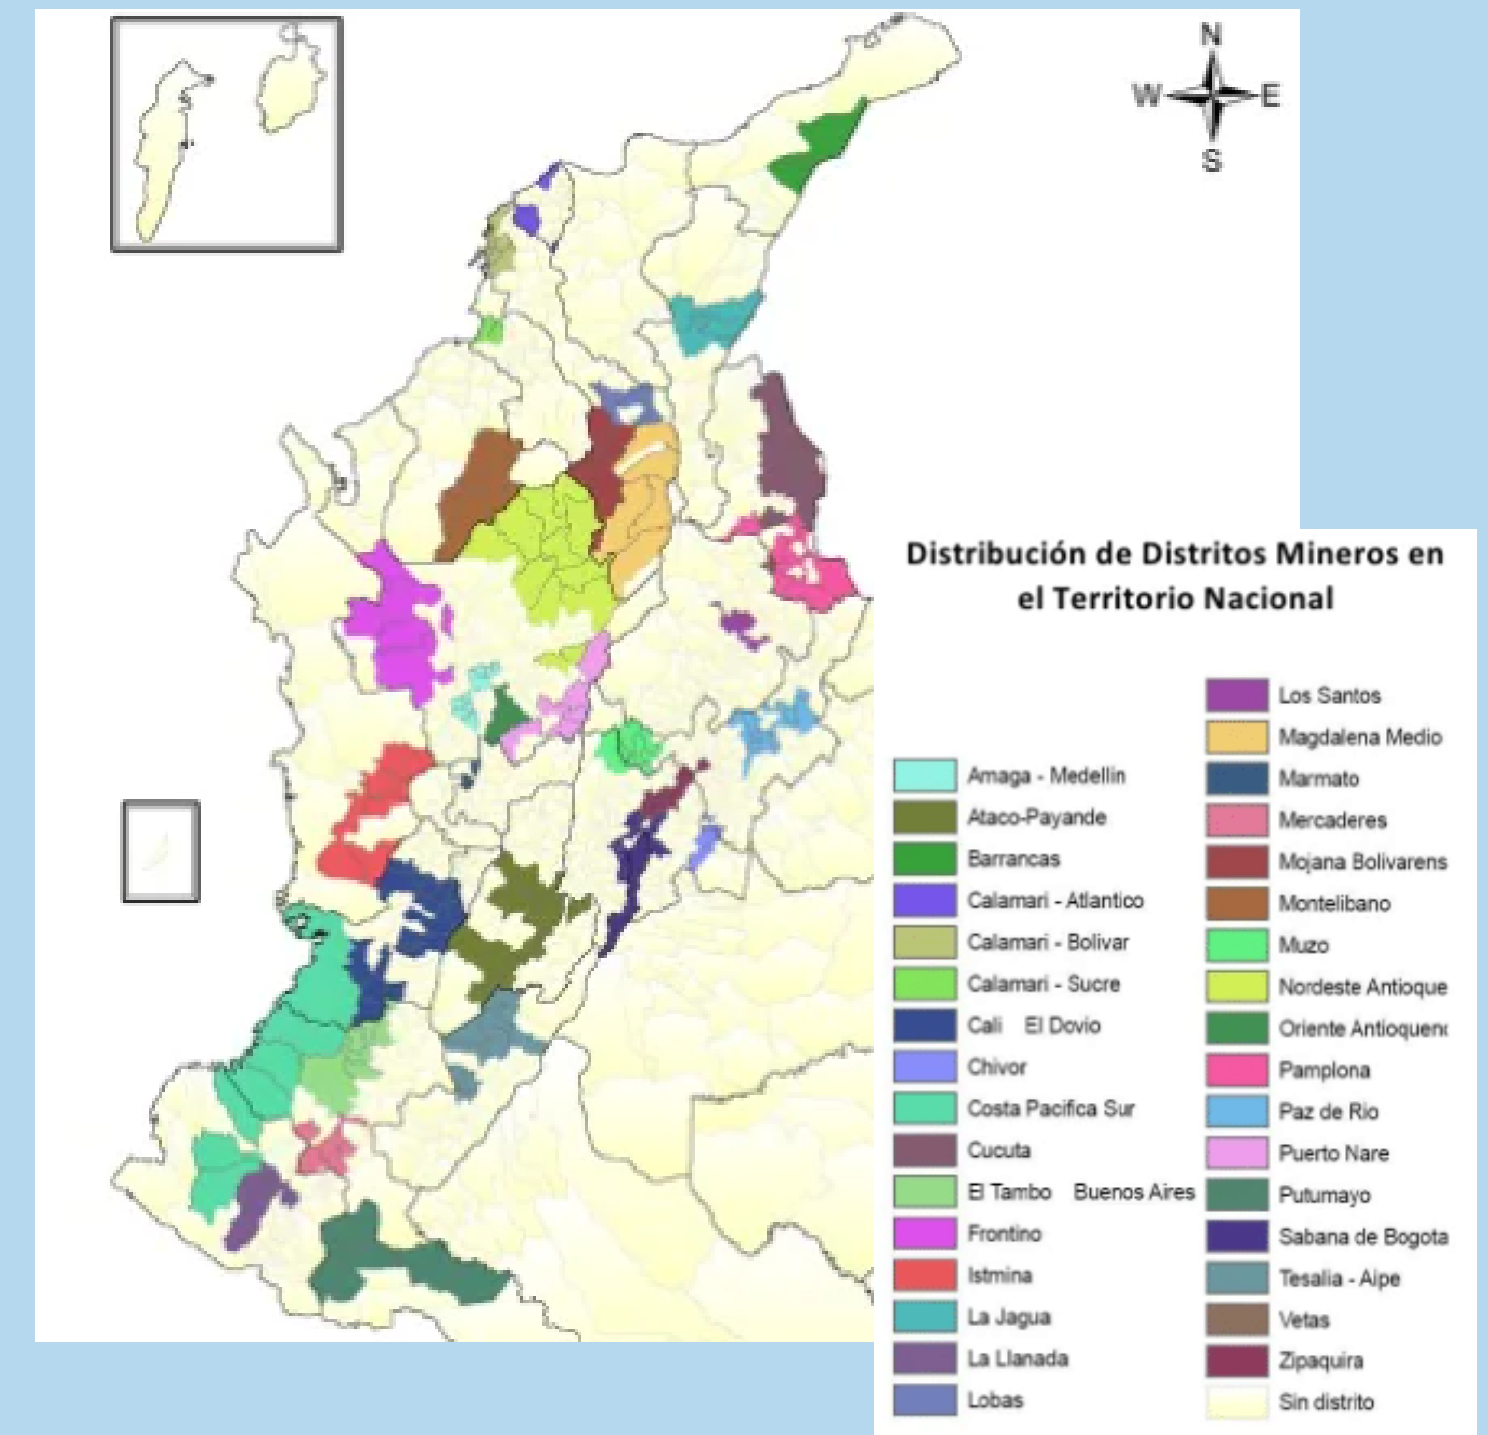 N
W E
S
Distribución de Distritos Mineros en
el Territorio Nacional
Amaga - Medellin
Ataco-Payande
Barrancas
Calamari - Atlantico
Calamari - Bolivar
Calamari - Sucre
Cali El Dovio
Chivor
Costa Pacifica Sur
Cucuta
El Tambo Buenos Aires
Frontino
Istmina
La Jagua
La Llanada
Lobas
Los Santos
Magdalena Medio
Marmato
Mercaderes
Mojana Bolivarens
Montelibano
Muzo
Nordeste Antioque
Oriente Antioquenc
Pamplona
Paz de Rio
Puerto Nare
Putumayo
Sabana de Bogota
Tesalia - Aipe
Vetas
Zipaquira
Sin distrito